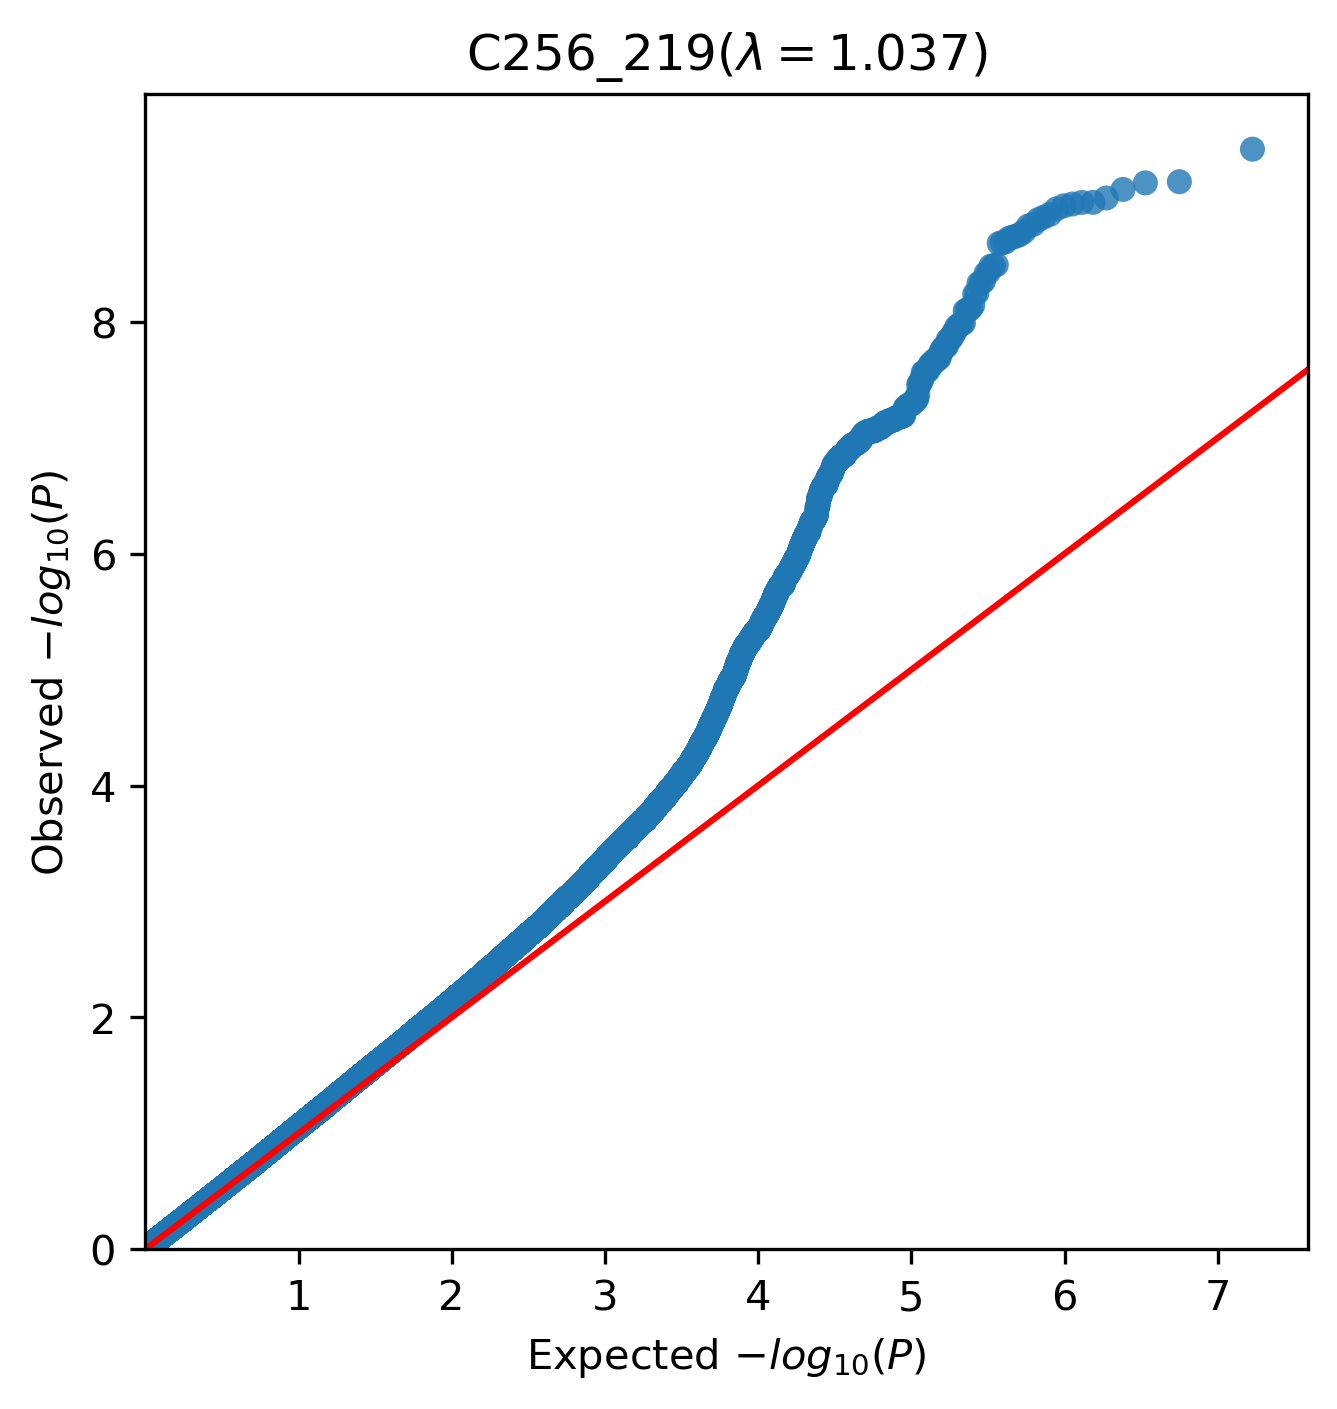 C256_219(λ = 1.037)
Observed −log₁₀(P)
8
6
4
2
0
1 2 3 4 5 6 7
Expected −log₁₀(P)